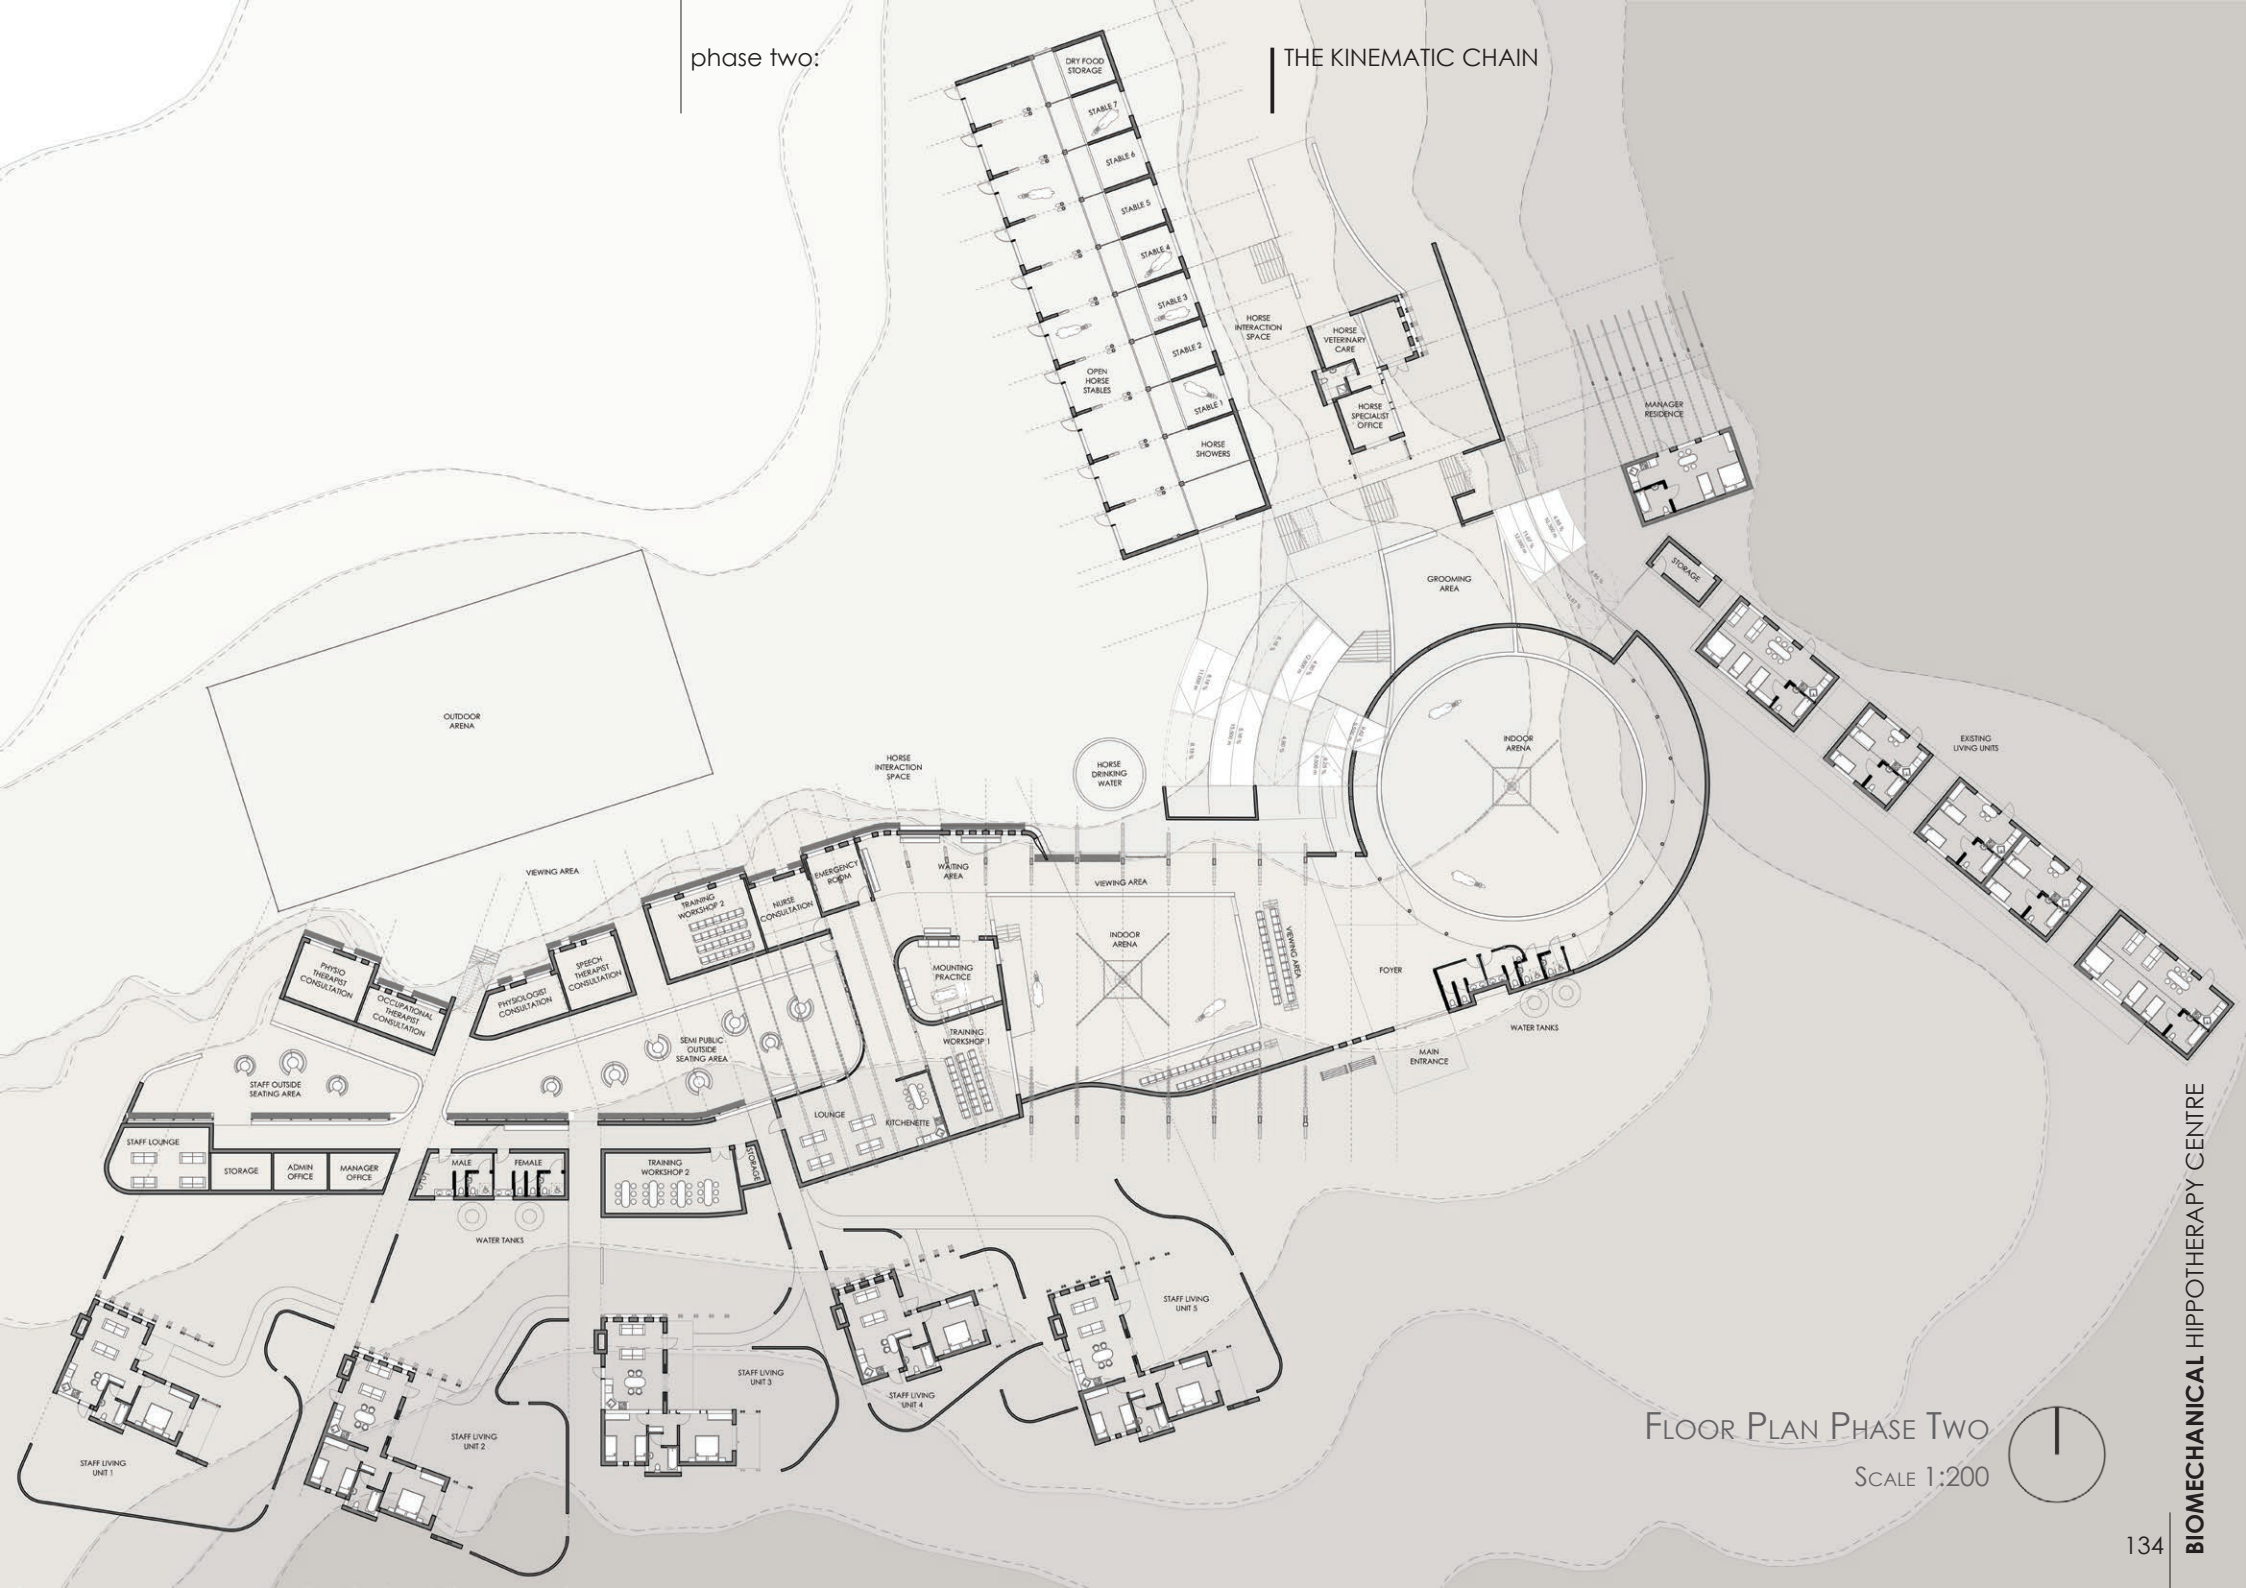 phase two:
THE KINEMATIC CHAIN
DRY FOOD
STORAGE
STABLE 7
STABLE 6
STABLE 5
STABLE 4
STABLE 3
STABLE 2
STABLE 1
OPEN
HORSE
STABLES
HORSE
SHOWERS
HORSE
INTERACTION
SPACE
HORSE
VETERINARY
CARE
HORSE
SPECIALIST
OFFICE
MANAGER
RESIDENCE
STORAGE
GROOMING
AREA
OUTDOOR
ARENA
HORSE
INTERACTION
SPACE
HORSE
DRINKING
WATER
INDOOR
ARENA
EXISTING
LIVING UNITS
VIEWING AREA
EMERGENCY
ROOM
WAITING
AREA
VIEWING AREA
TRAINING
WORKSHOP 2
NURSE
CONSULTATION
INDOOR
ARENA
VIEWING AREA
FOYER
PHYSIO
THERAPIST
CONSULTATION
OCCUPATIONAL
THERAPIST
CONSULTATION
PHYSIOLOGIST
CONSULTATION
SPEECH
THERAPIST
CONSULTATION
MOUNTING
PRACTICE
TRAINING
WORKSHOP 1
WATER TANKS
MAIN
ENTRANCE
SEMI PUBLIC
OUTSIDE
SEATING AREA
STAFF OUTSIDE
SEATING AREA
LOUNGE
KITCHENETTE
STAFF LOUNGE
STORAGE
ADMIN
OFFICE
MANAGER
OFFICE
MALE
FEMALE
TRAINING
WORKSHOP 2
STORAGE
WATER TANKS
STAFF LIVING
UNIT 1
STAFF LIVING
UNIT 2
STAFF LIVING
UNIT 3
STAFF LIVING
UNIT 4
STAFF LIVING
UNIT 5
FLOOR PLAN PHASE TWO
SCALE 1:200
BIOMECHANICAL HIPPOTHERAPY CENTRE
134